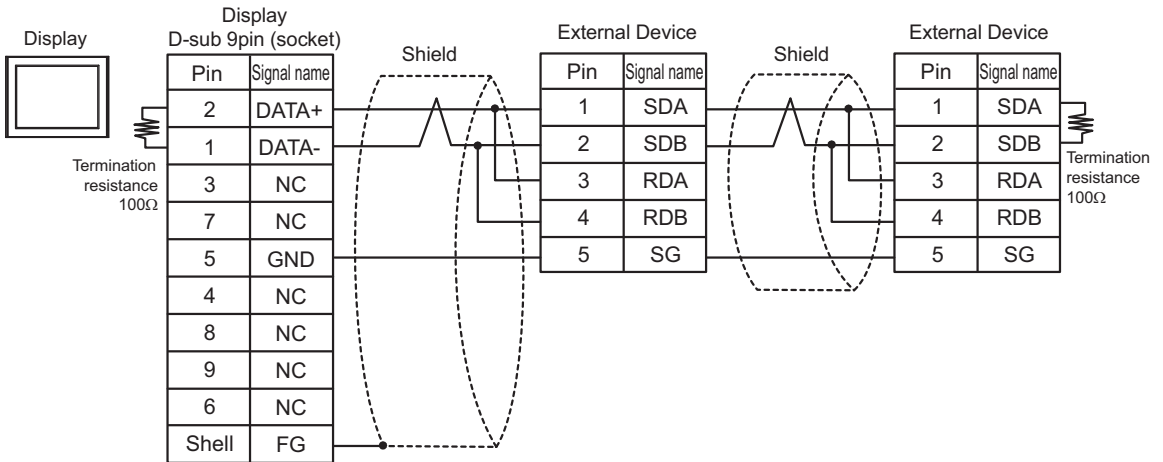 Display
Display
D-sub 9pin (socket)
Pin Signal name
2 DATA+
1 DATA-
3 NC
7 NC
5 GND
4 NC
8 NC
9 NC
6 NC
Shell FG
Termination
resistance
100Ω
Shield
External Device
Pin Signal name
1 SDA
2 SDB
3 RDA
4 RDB
5 SG
Shield
External Device
Pin Signal name
1 SDA
2 SDB
3 RDA
4 RDB
5 SG
Termination
resistance
100Ω